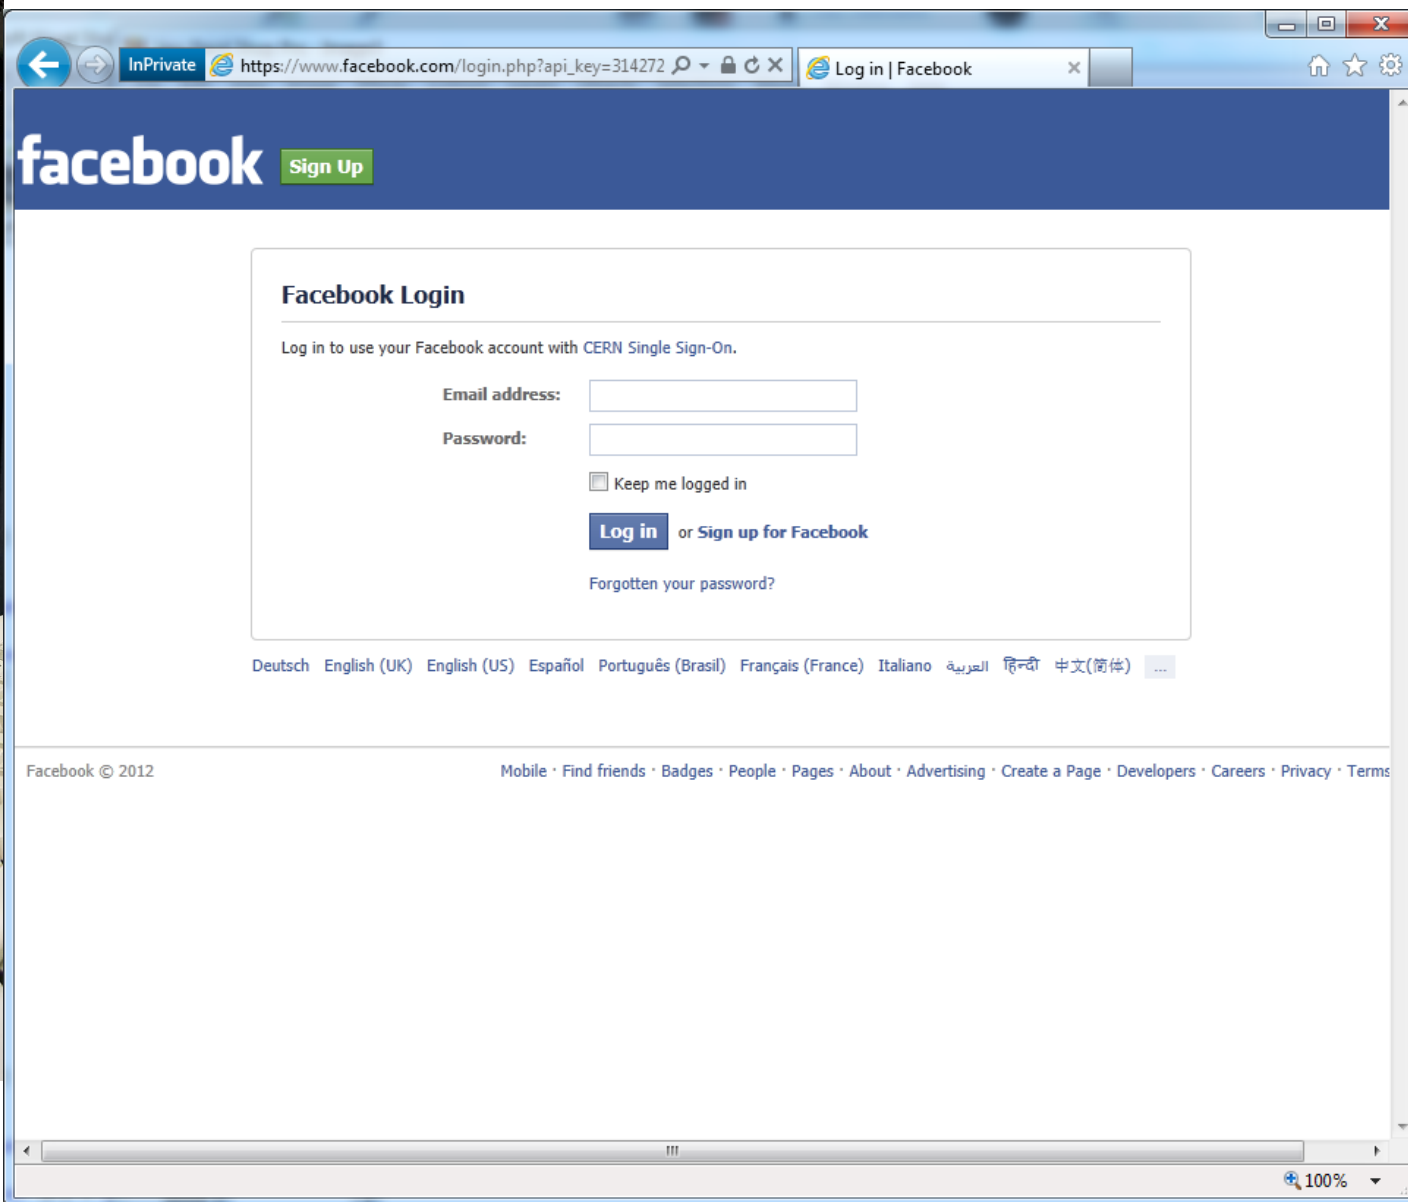 InPrivate https://www.facebook.com/login.php?api_key=314272 Log in | Facebook
facebook Sign Up
Facebook Login
Log in to use your Facebook account with CERN Single Sign-On.
Email address:
Password:
Keep me logged in
Log in or Sign up for Facebook
Forgotten your password?
Deutsch English (UK) English (US) Español Português (Brasil) Français (France) Italiano العربية हिन्दी 中文(简体) ...
Facebook © 2012 Mobile · Find friends · Badges · People · Pages · About · Advertising · Create a Page · Developers · Careers · Privacy · Terms
100%